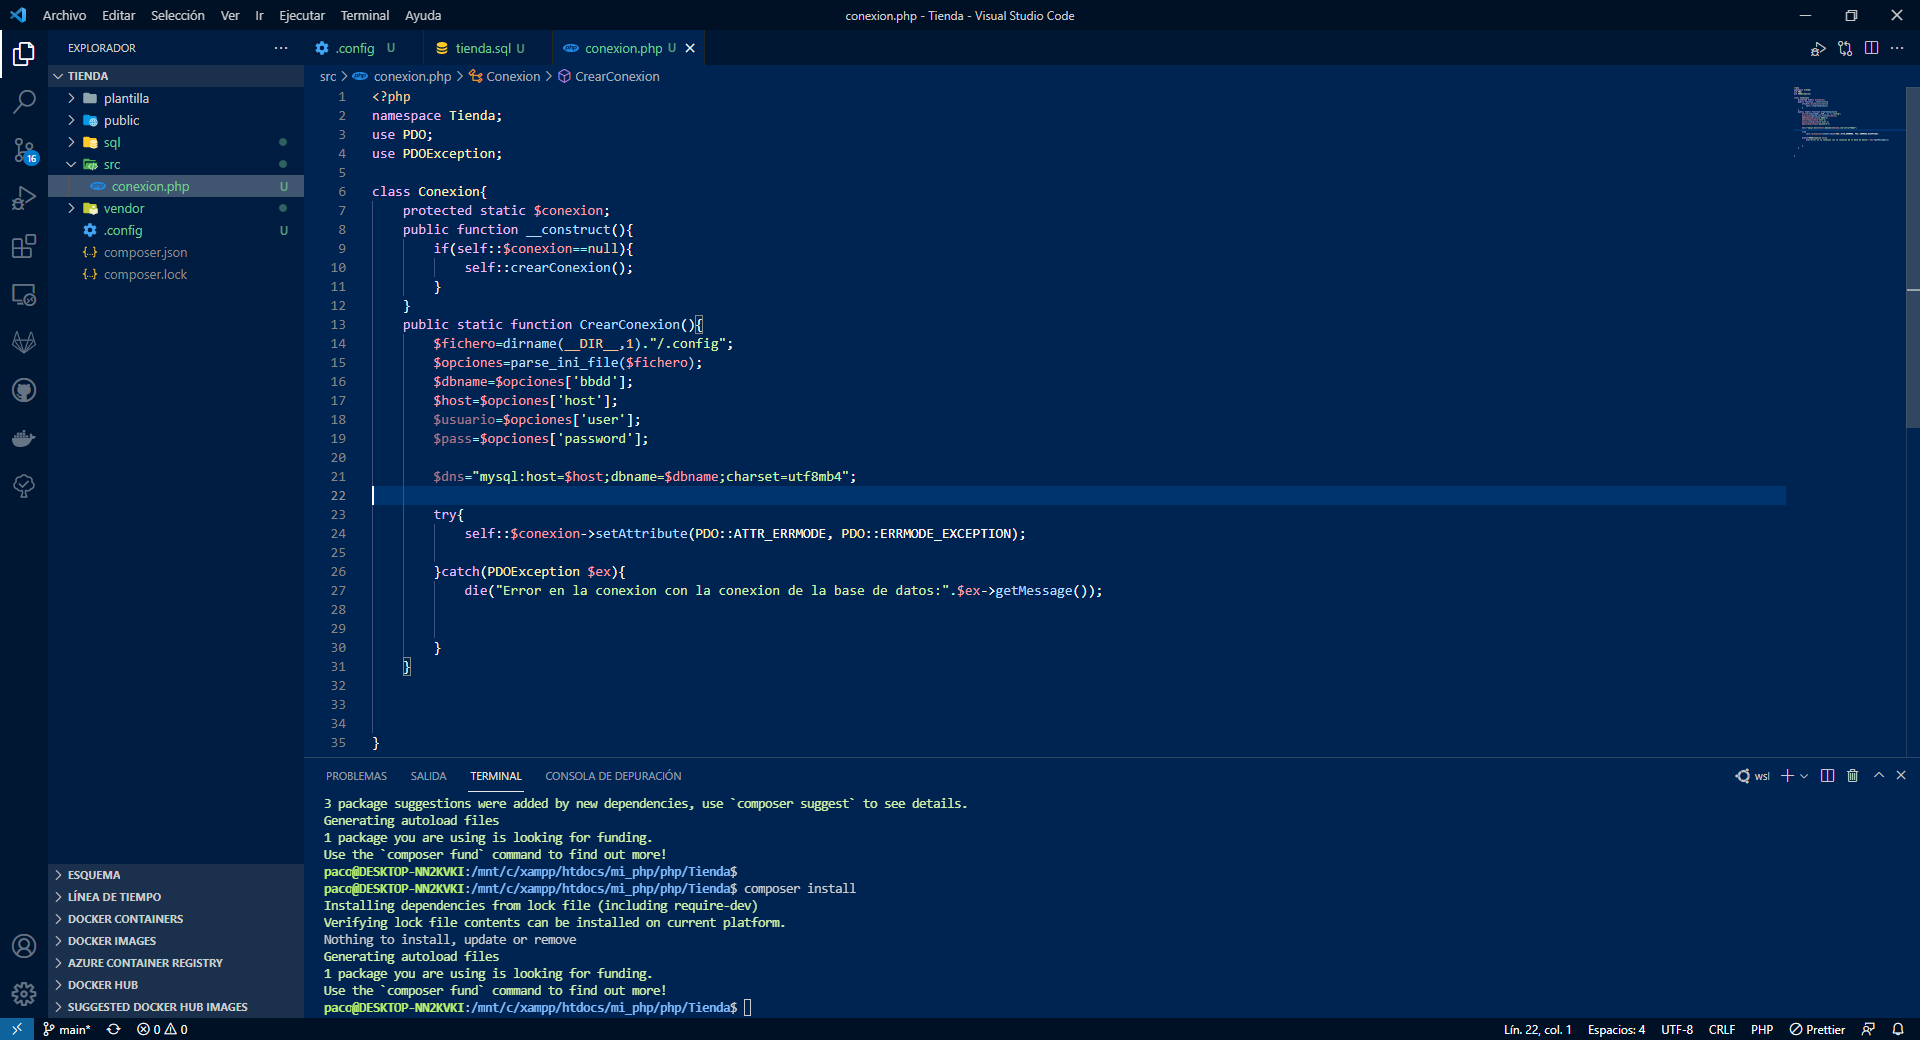 Archivo Editar Selección Ver Ir Ejecutar Terminal Ayuda
conexion.php - Tienda - Visual Studio Code
EXPLORADOR
.config U
tienda.sql U
conexion.php U
TIENDA
plantilla
public
sql
src
conexion.php U
vendor
.config U
composer.json
composer.lock
16
ESQUEMA
LÍNEA DE TIEMPO
DOCKER CONTAINERS
DOCKER IMAGES
AZURE CONTAINER REGISTRY
DOCKER HUB
SUGGESTED DOCKER HUB IMAGES
src > conexion.php > Conexion > CrearConexion
1 <?php
2 namespace Tienda;
3 use PDO;
4 use PDOException;
5
6 class Conexion{
7 protected static $conexion;
8 public function __construct(){
9 if(self::$conexion==null){
10 self::crearConexion();
11 }
12 }
13 public static function CrearConexion(){
14 $fichero=dirname(__DIR__,1)."/.config";
15 $opciones=parse_ini_file($fichero);
16 $dbname=$opciones['bbdd'];
17 $host=$opciones['host'];
18 $usuario=$opciones['user'];
19 $pass=$opciones['password'];
20
21 $dns="mysql:host=$host;dbname=$dbname;charset=utf8mb4";
22
23 try{
24 self::$conexion->setAttribute(PDO::ATTR_ERRMODE, PDO::ERRMODE_EXCEPTION);
25
26 }catch(PDOException $ex){
27 die("Error en la conexion con la conexion de la base de datos:".$ex->getMessage());
28
29
30 }
31 }
32
33
34
35 }
PROBLEMAS SALIDA TERMINAL CONSOLA DE DEPURACIÓN
wsl
3 package suggestions were added by new dependencies, use `composer suggest` to see details.
Generating autoload files
1 package you are using is looking for funding.
Use the `composer fund` command to find out more!
paco@DESKTOP-NN2KVKI:/mnt/c/xampp/htdocs/mi_php/php/Tienda$
paco@DESKTOP-NN2KVKI:/mnt/c/xampp/htdocs/mi_php/php/Tienda$ composer install
Installing dependencies from lock file (including require-dev)
Verifying lock file contents can be installed on current platform.
Nothing to install, update or remove
Generating autoload files
1 package you are using is looking for funding.
Use the `composer fund` command to find out more!
paco@DESKTOP-NN2KVKI:/mnt/c/xampp/htdocs/mi_php/php/Tienda$
main* 0 0
Lín. 22, col. 1 Espacios: 4 UTF-8 CRLF PHP Prettier